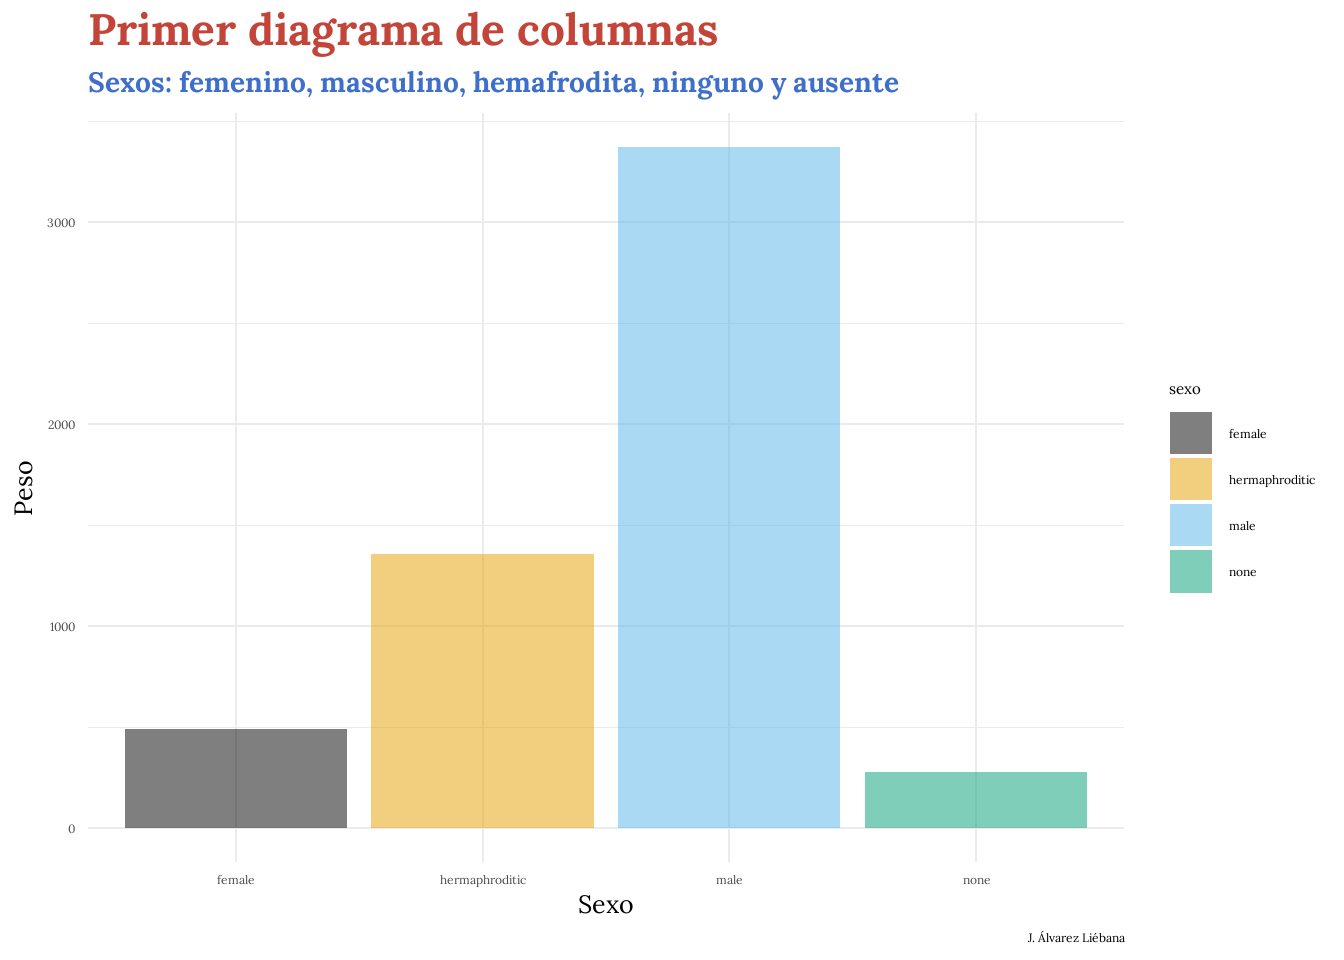 Primer diagrama de columnas
Sexos: femenino, masculino, hemafrodita, ninguno y ausente
Peso
3000
2000
1000
0
female
hermaphroditic
male
none
Sexo
sexo
female
hermaphroditic
male
none
J. Álvarez Liébana